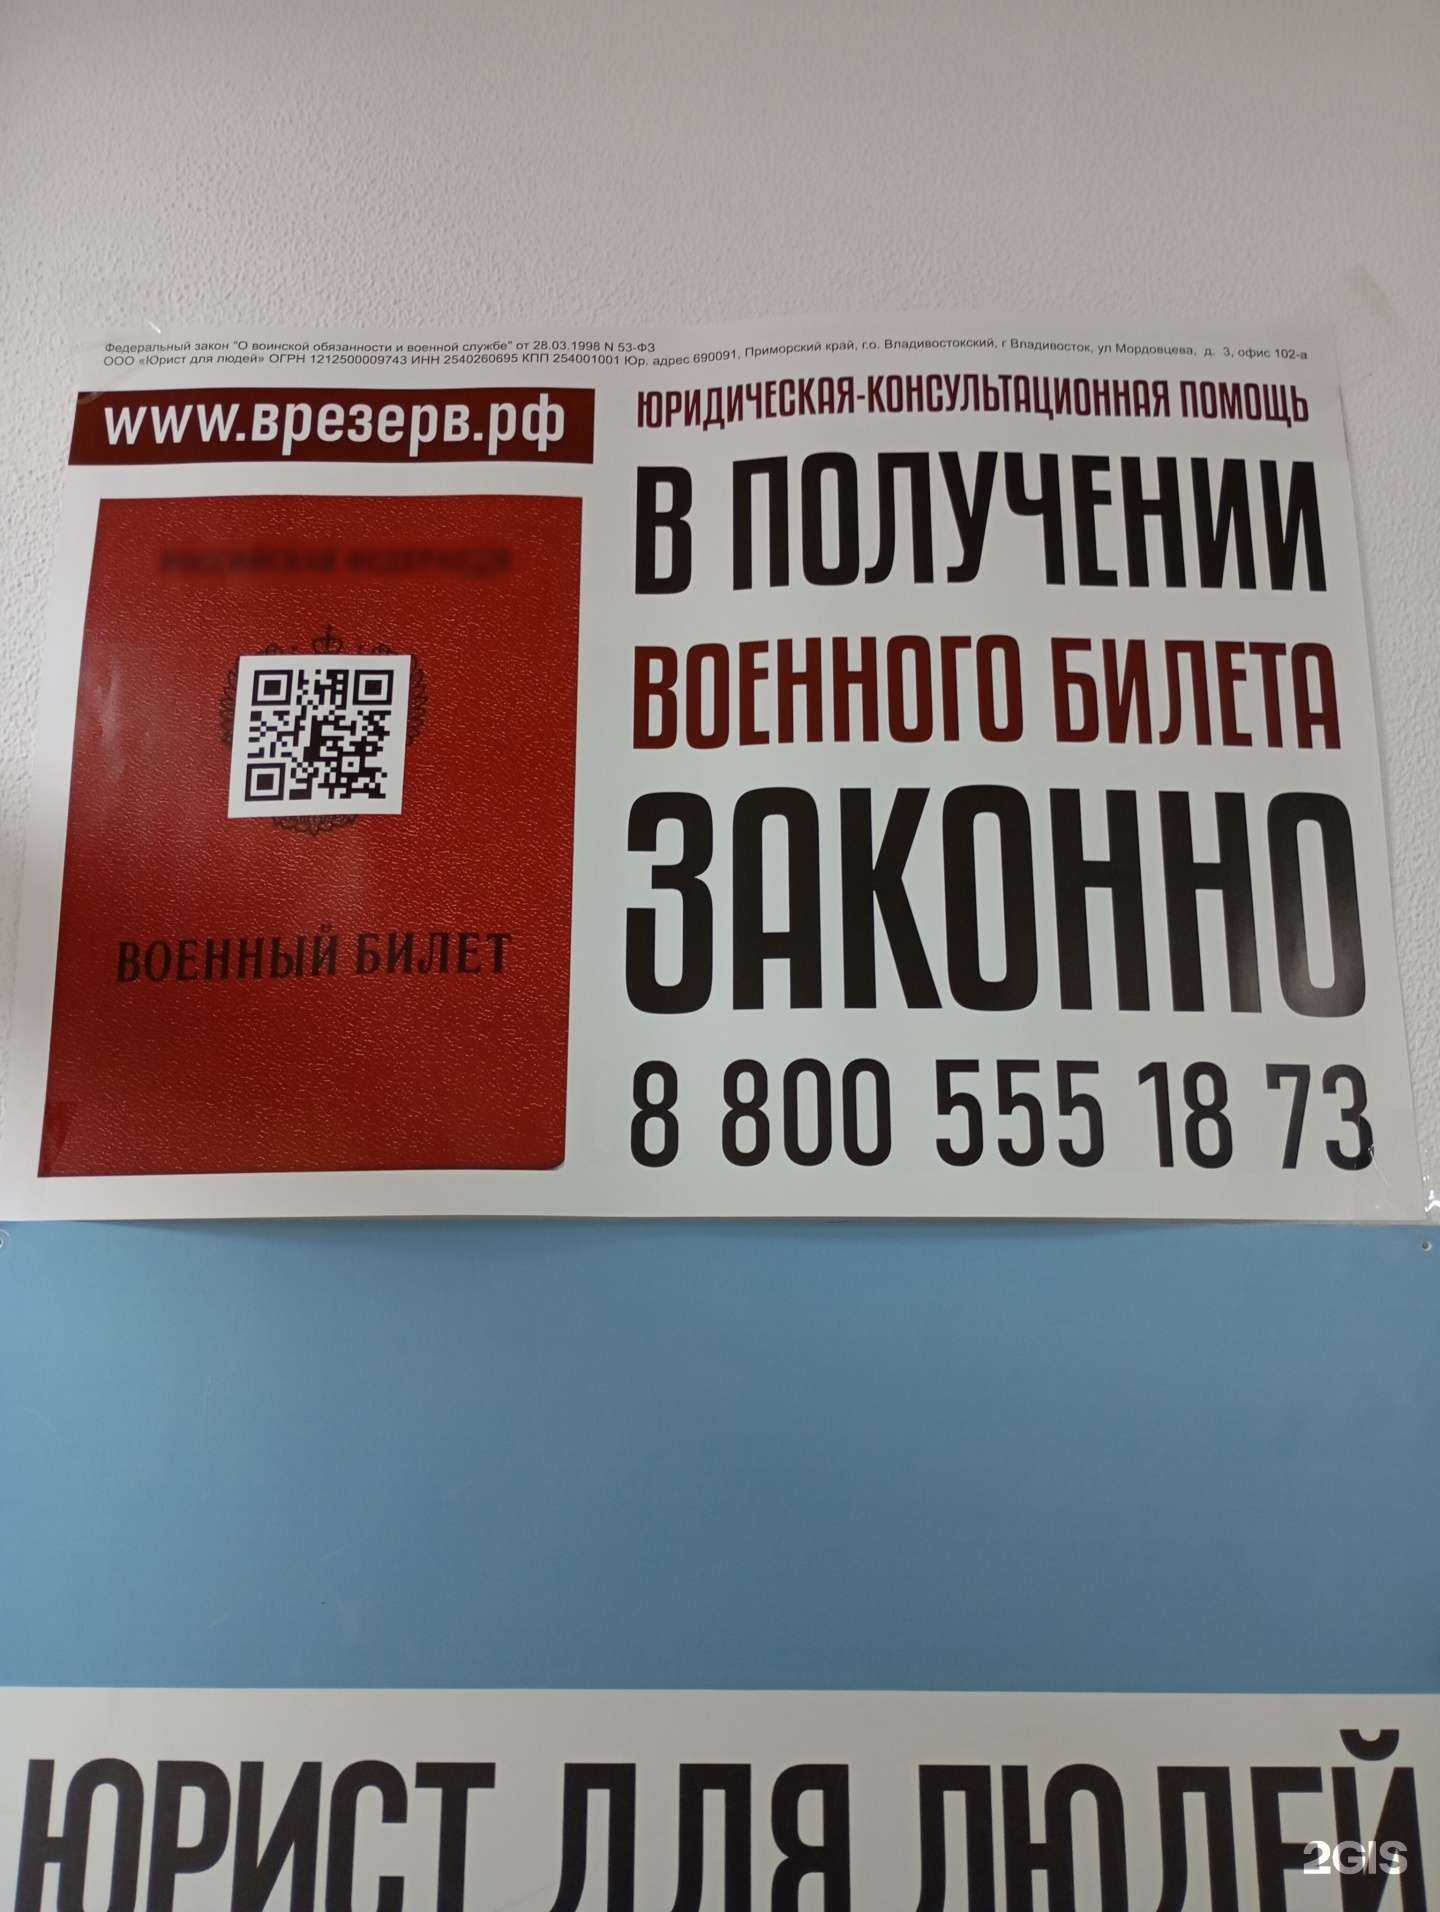 Федеральный закон "О воинской обязанности и военной службе" от 28.03.1998 N 53-ФЗ
ООО «Юрист для людей» ОГРН 1212500009743 ИНН 2540260695 КПП 254001001 Юр. адрес 690091, Приморский край, г.о. Владивостокский, г Владивосток, ул Мордовцева, д. 3, офис 102-а
www.врезерв.рф
ЮРИДИЧЕСКАЯ-КОНСУЛЬТАЦИОННАЯ ПОМОЩЬ
В ПОЛУЧЕНИИ
ВОЕННОГО БИЛЕТА
ЗАКОННО
8 800 555 18 73
РОССИЙСКАЯ ФЕДЕРАЦИЯ
ВОЕННЫЙ БИЛЕТ
ЮРИСТ ДЛЯ ЛЮДЕЙ
2GIS